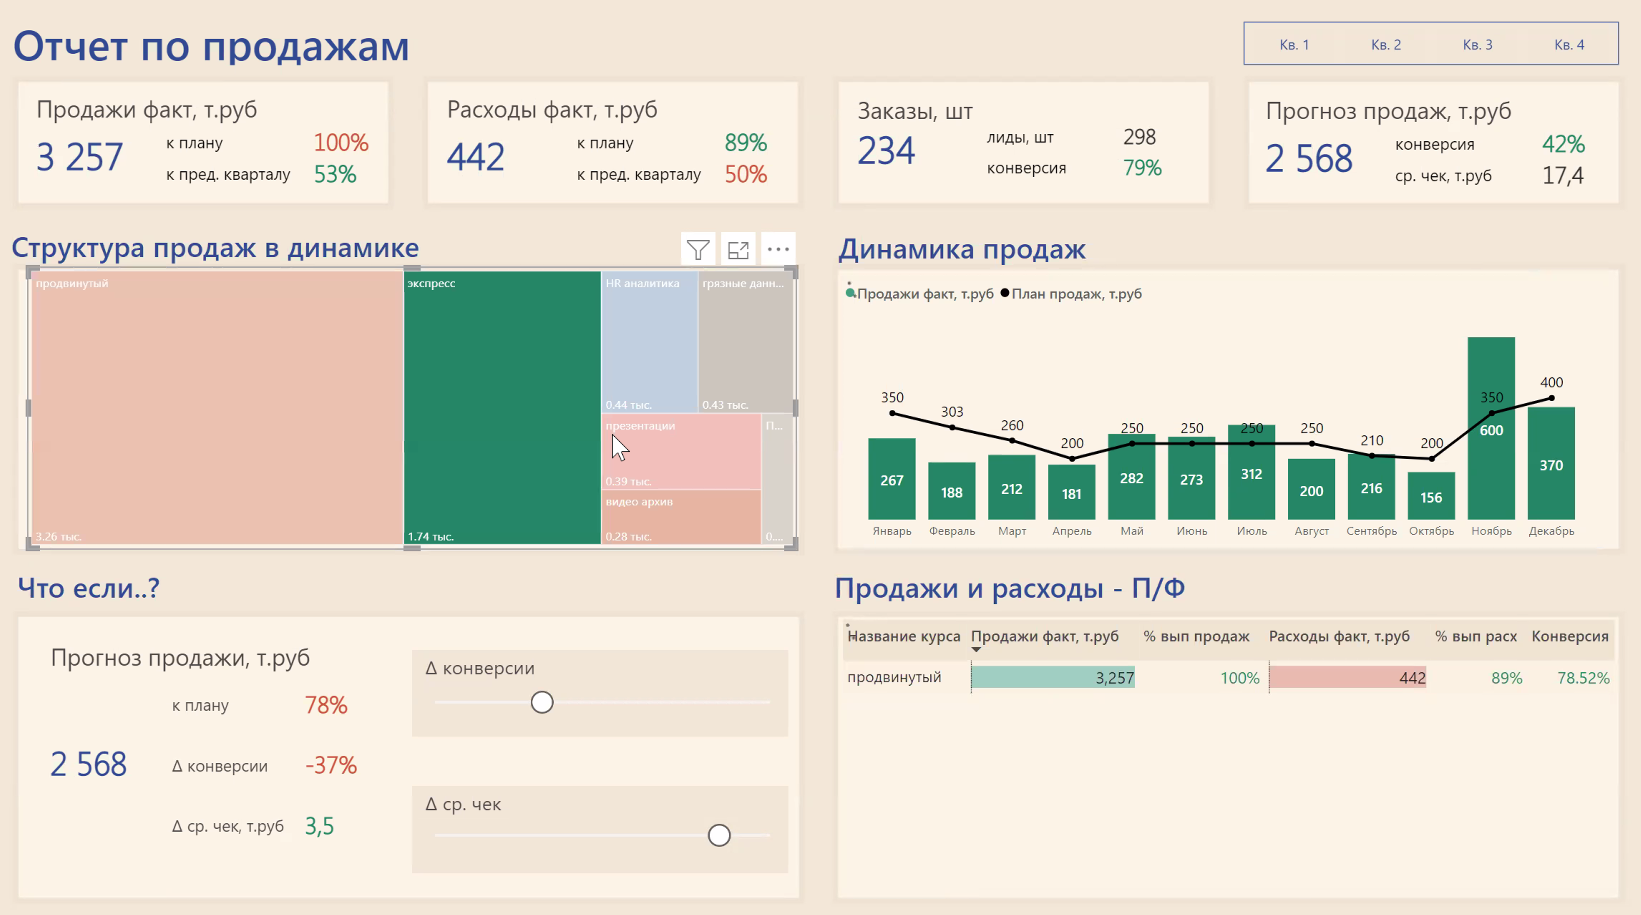 Отчет по продажам
Кв. 1 Кв. 2 Кв. 3 Кв. 4
Продажи факт, т.руб
3 257
к плану 100%
к пред. кварталу 53%
Расходы факт, т.руб
442
к плану 89%
к пред. кварталу 50%
Заказы, шт
234
лиды, шт 298
конверсия 79%
Прогноз продаж, т.руб
2 568
конверсия 42%
ср. чек, т.руб 17,4
Структура продаж в динамике
продвинутый
3.26 тыс.
экспресс
1.74 тыс.
HR аналитика
0.44 тыс.
грязные данн...
0.43 тыс.
презентации
0.39 тыс.
видео архив
0.28 тыс.
П...
0....
Динамика продаж
Продажи факт, т.руб План продаж, т.руб
350 303 260 200 250 250 250 250 210 200 350 400
267 188 212 181 282 273 312 200 216 156 600 370
Январь Февраль Март Апрель Май Июнь Июль Август Сентябрь Октябрь Ноябрь Декабрь
Что если..?
Прогноз продажи, т.руб
2 568
к плану 78%
Δ конверсии -37%
Δ ср. чек, т.руб 3,5
Δ конверсии
Δ ср. чек
Продажи и расходы - П/Ф
Название курса Продажи факт, т.руб % вып продаж Расходы факт, т.руб % вып расх Конверсия
продвинутый 3,257 100% 442 89% 78.52%